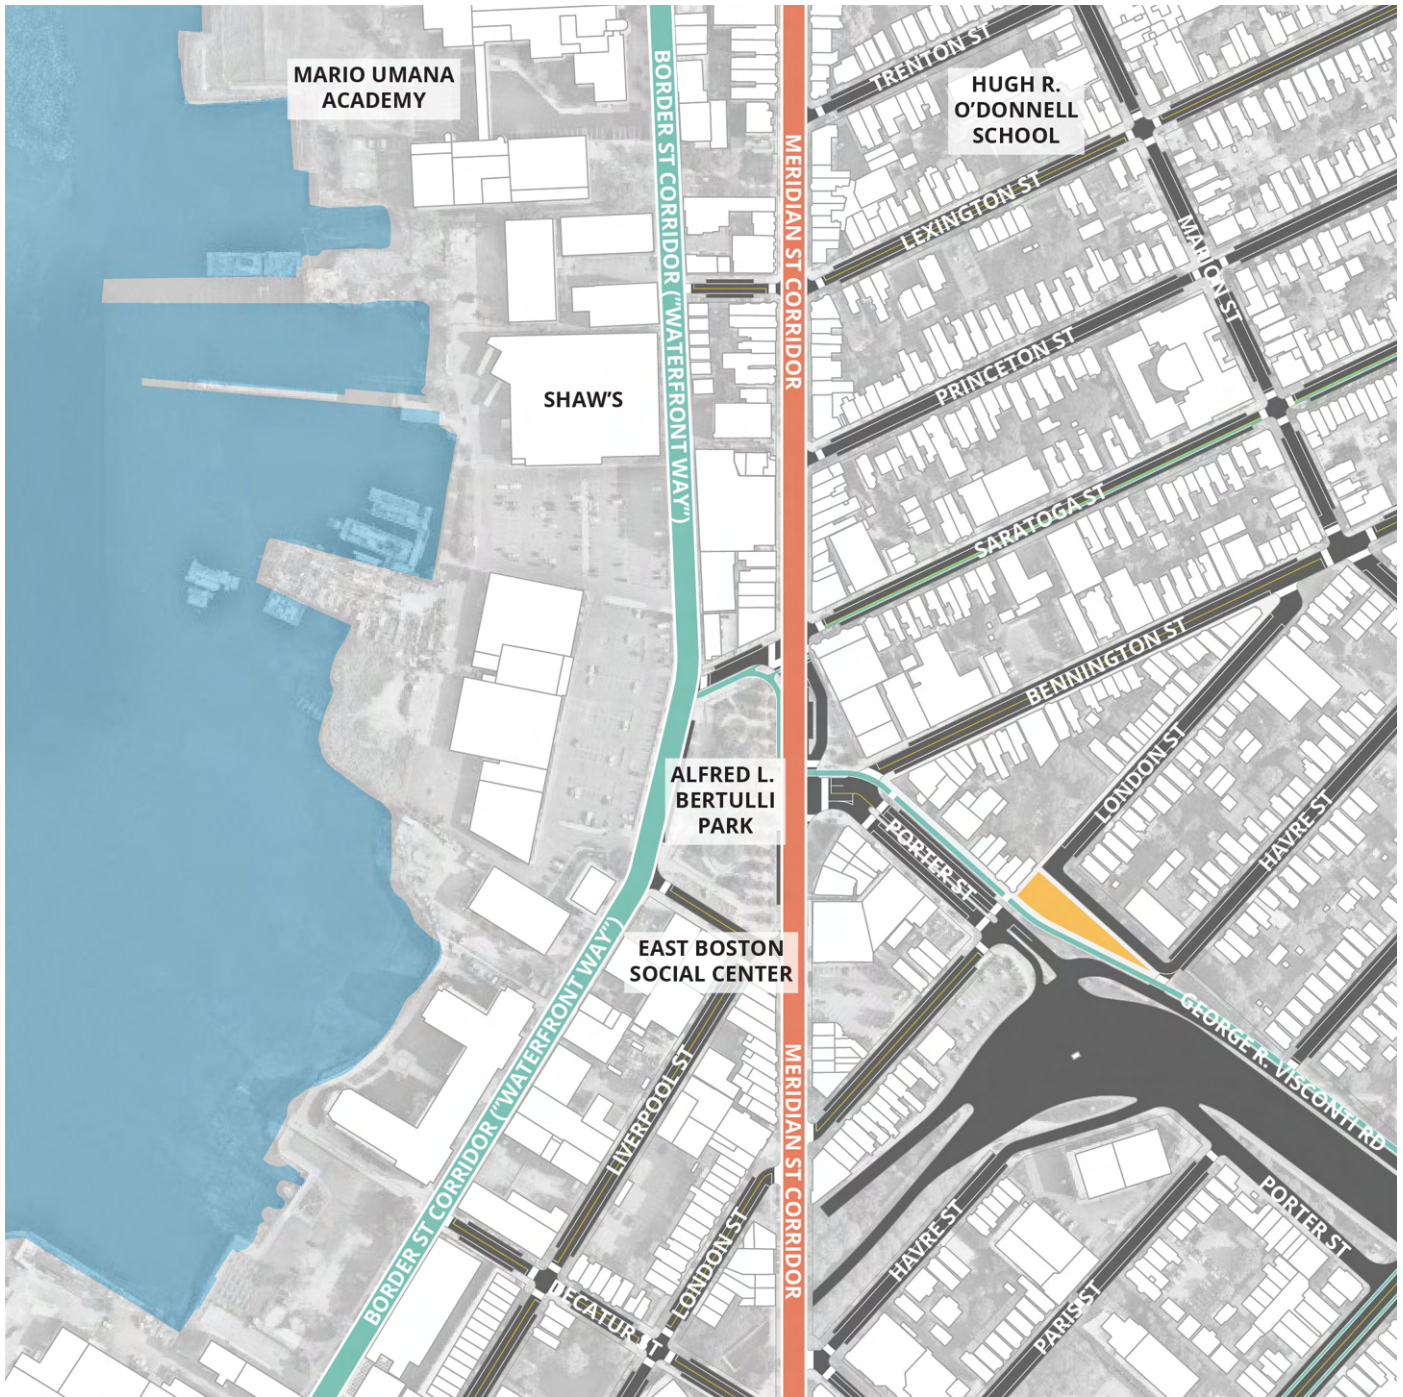 MARIO UMANA
ACADEMY
BORDER ST CORRIDOR ("WATERFRONT WAY")
MERIDIAN ST CORRIDOR
TRENTON ST
HUGH R.
O'DONNELL
SCHOOL
LEXINGTON ST
MARION ST
PRINCETON ST
SHAW'S
SARATOGA ST
BENNINGTON ST
ALFRED L.
BERTULLI
PARK
LONDON ST
HAVRE ST
PORTER ST
EAST BOSTON
SOCIAL CENTER
BORDER ST CORRIDOR ("WATERFRONT WAY")
GEORGE R. VISCONTI RD
MERIDIAN ST CORRIDOR
LIVERPOOL ST
LONDON ST
HAVRE ST
PORTER ST
DECATUR ST
PARIS ST